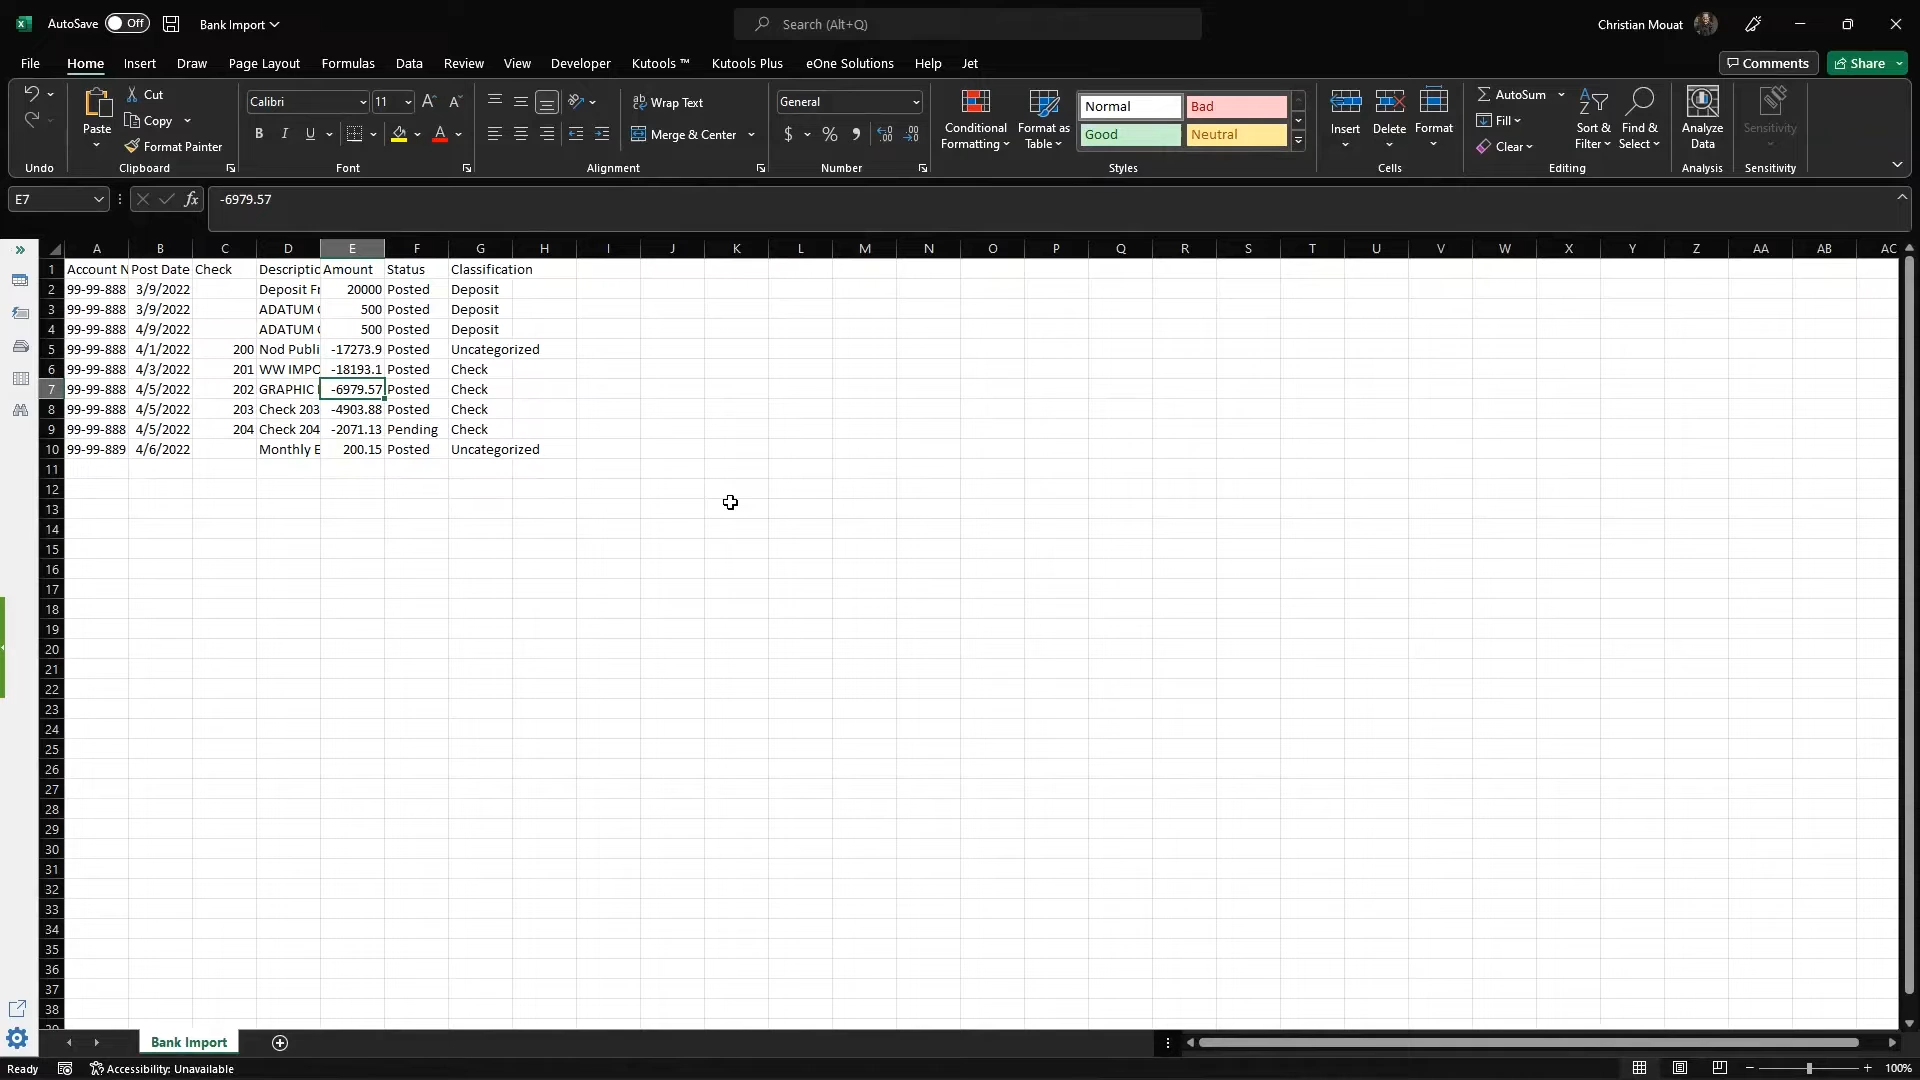 AutoSave Off Bank Import Search (Alt+Q) Christian Mouat
File Home Insert Draw Page Layout Formulas Data Review View Developer Kutools ™ Kutools Plus eOne Solutions Help Jet Comments Share
Paste Cut Calibri 11 Wrap Text General Conditional Formatting Format as Table Normal Bad Insert Delete Format AutoSum Sort & Filter Find & Select Analyze Data Sensitivity
Copy B I U A Merge & Center $ % Good Neutral Fill
Format Painter Clear
Undo Clipboard Font Alignment Number Styles Cells Editing Analysis Sensitivity
E7 fx -6979.57
A B C D E F G H I J K L M N O P Q R S T U V W X Y Z AA AB AC
1 Account N Post Date Check Descriptio Amount Status Classification
2 99-99-888 3/9/2022 Deposit Fr 20000 Posted Deposit
3 99-99-888 3/9/2022 ADATUM 500 Posted Deposit
4 99-99-888 4/9/2022 ADATUM 500 Posted Deposit
5 99-99-888 4/1/2022 200 Nod Publi -17273.9 Posted Uncategorized
6 99-99-888 4/3/2022 201 WW IMPO -18193.1 Posted Check
7 99-99-888 4/5/2022 202 GRAPHIC -6979.57 Posted Check
8 99-99-888 4/5/2022 203 Check 203 -4903.88 Posted Check
9 99-99-888 4/5/2022 204 Check 204 -2071.13 Pending Check
10 99-99-889 4/6/2022 Monthly E 200.15 Posted Uncategorized
11
12
13
14
15
16
17
18
19
20
21
22
23
24
25
26
27
28
29
30
31
32
33
34
35
36
37
38
Bank Import
Ready Accessibility: Unavailable 100%